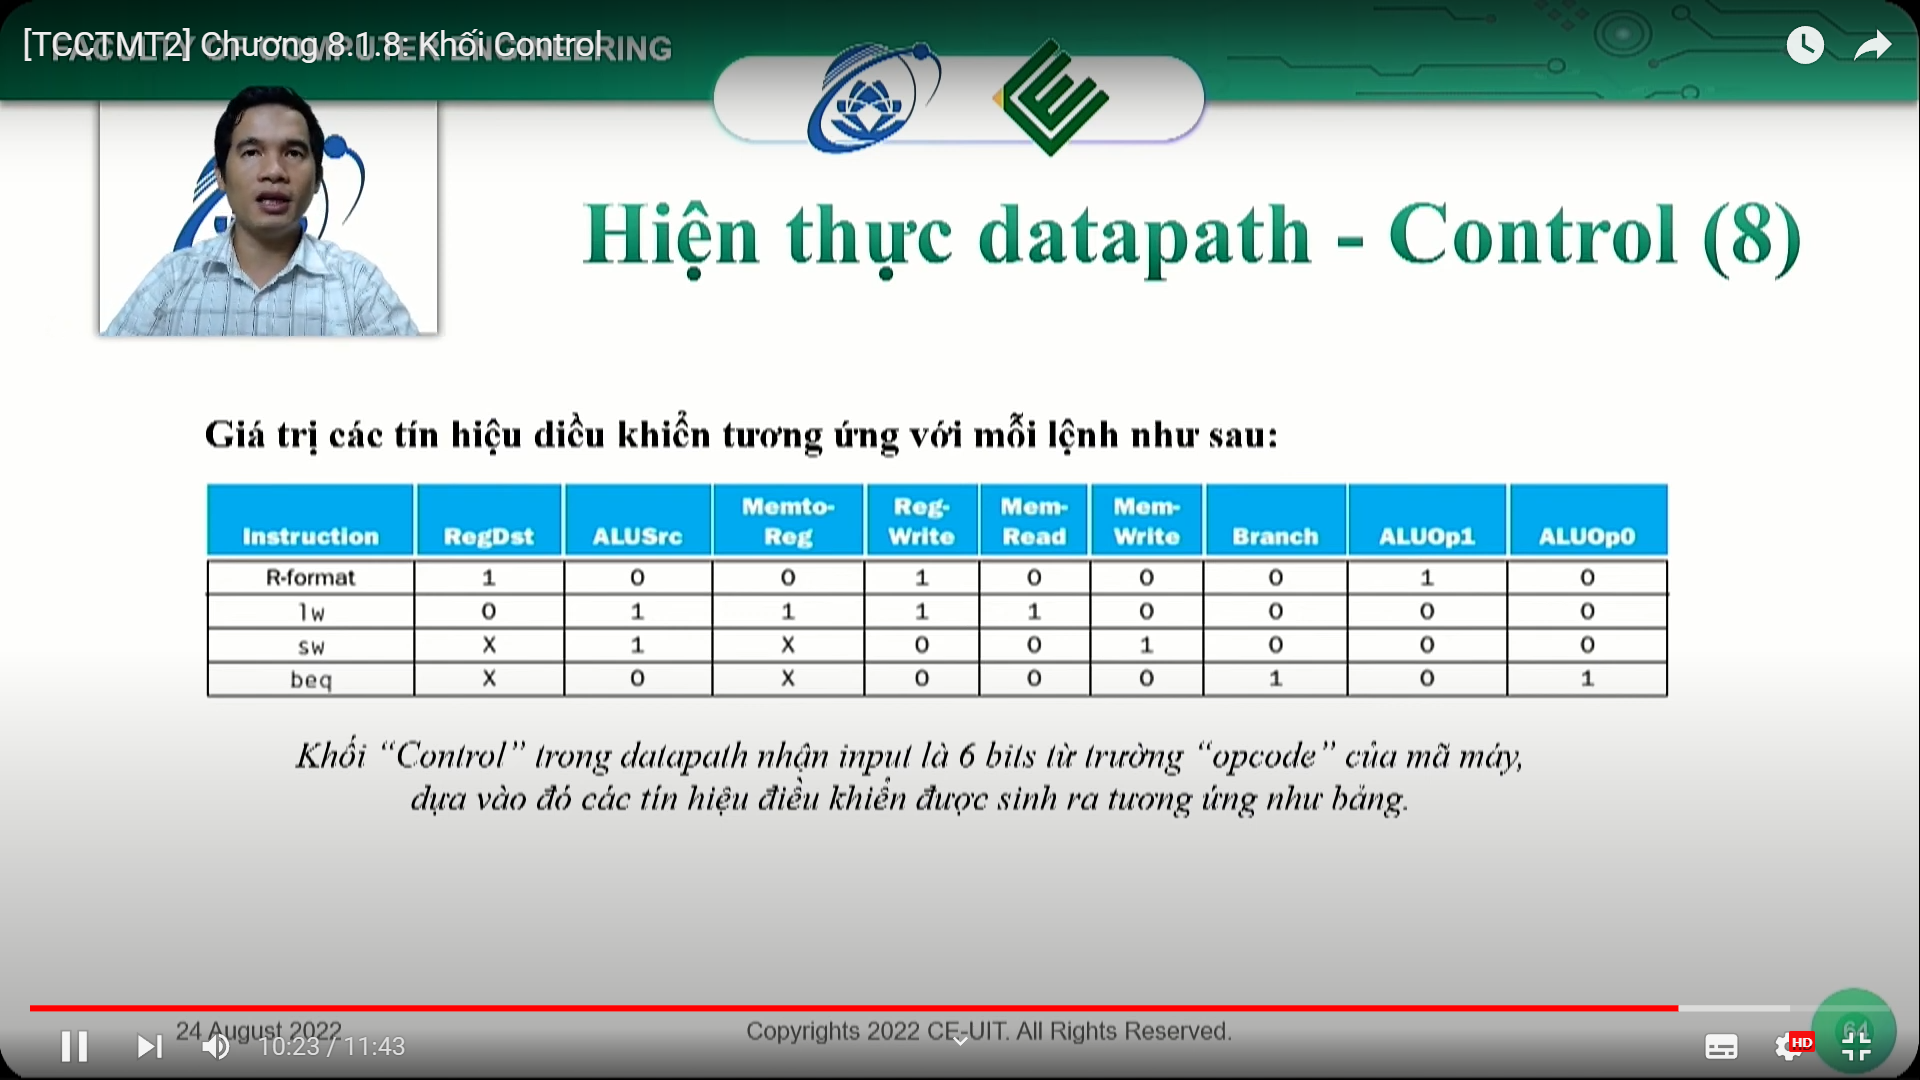 [TCCTMT2] Chương 8.1.8: Khối Control
FACULTY OF COMPUTER ENGINEERING
Hiện thực datapath - Control (8)
Giá trị các tín hiệu điều khiển tương ứng với mỗi lệnh như sau:
Instruction RegDst ALUSrc Memto-Reg Reg-Write Mem-Read Mem-Write Branch ALUOp1 ALUOp0
R-format 1 0 0 1 0 0 0 1 0
lw 0 1 1 1 1 0 0 0 0
sw X 1 X 0 0 1 0 0 0
beq X 0 X 0 0 0 1 0 1
Khối “Control” trong datapath nhận input là 6 bits từ trường “opcode” của mã máy,
dựa vào đó các tín hiệu điều khiển được sinh ra tương ứng như bảng.
24 August 2022
Copyrights 2022 CE-UIT. All Rights Reserved.
64
10:23 / 11:43
HD